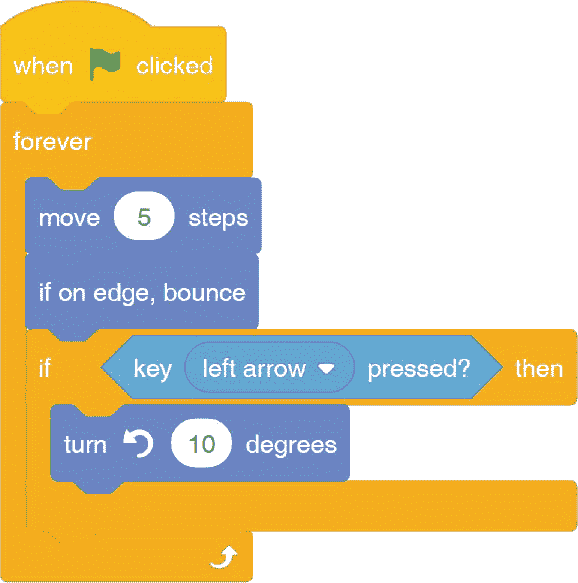 when clicked
forever
move 5 steps
if on edge, bounce
if key left arrow pressed? then
turn 10 degrees